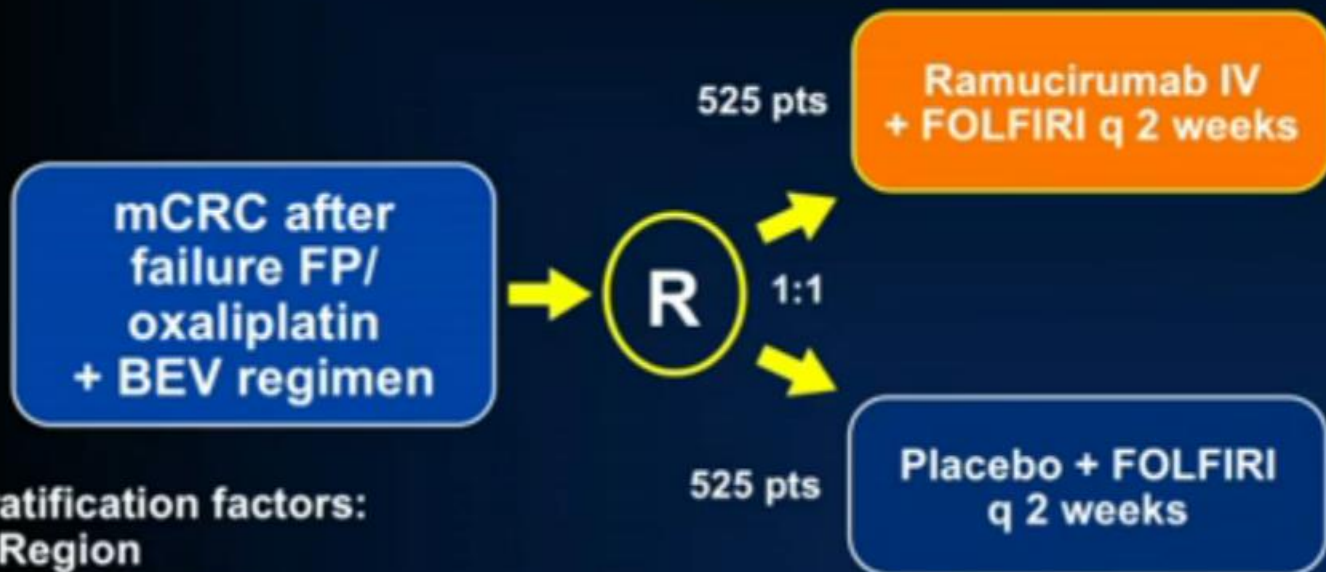 525 pts
Ramucirumab IV
+ FOLFIRI q 2 weeks
mCRC after
failure FP/
oxaliplatin
+ BEV regimen
R
1:1
525 pts
Placebo + FOLFIRI
q 2 weeks
atification factors:
Region